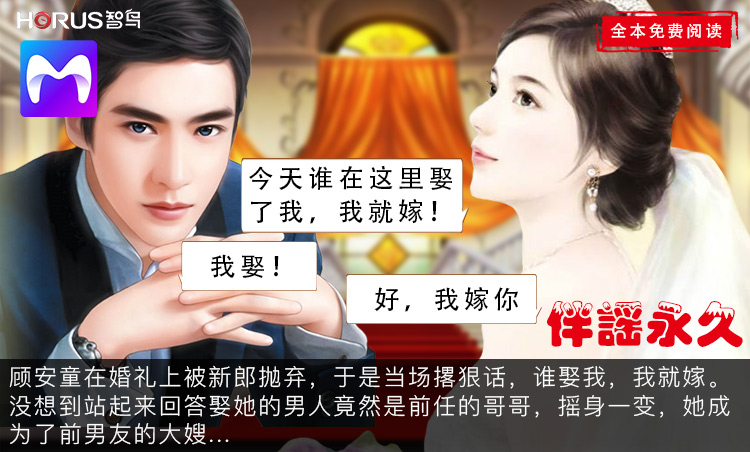 HORUS智鸟
全本免费阅读
今天谁在这里娶
了我，我就嫁！
我娶！
好，我嫁你
伴謡永久
顾安童在婚礼上被新郎抛弃，于是当场撂狠话，谁娶我，我就嫁。
没想到站起来回答娶她的男人竟然是前任的哥哥，摇身一变，她成
为了前男友的大嫂...